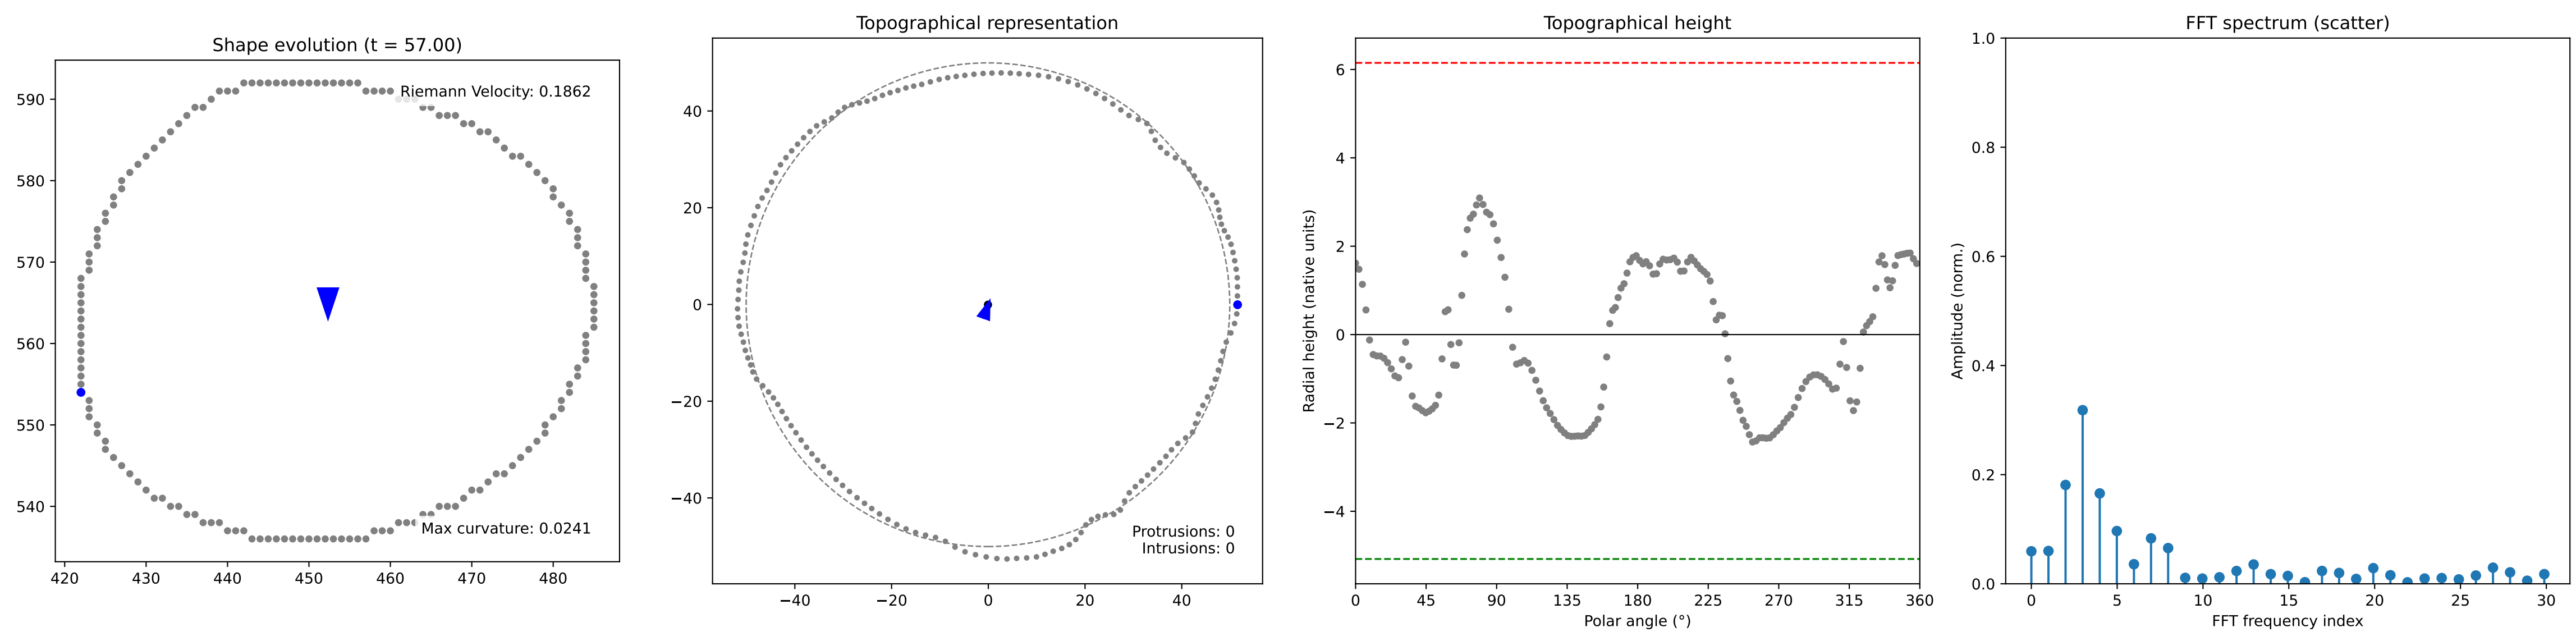 Shape evolution (t = 57.00)
Riemann Velocity: 0.1862
Max curvature: 0.0241
590
580
570
560
550
540
420 430 440 450 460 470 480
Topographical representation
Protrusions: 0
Intrusions: 0
40
20
0
−20
−40
−40 −20 0 20 40
Topographical height
Radial height (native units)
6
4
2
0
−2
−4
0 45 90 135 180 225 270 315 360
Polar angle (°)
FFT spectrum (scatter)
Amplitude (norm.)
1.0
0.8
0.6
0.4
0.2
0.0
0 5 10 15 20 25 30
FFT frequency index